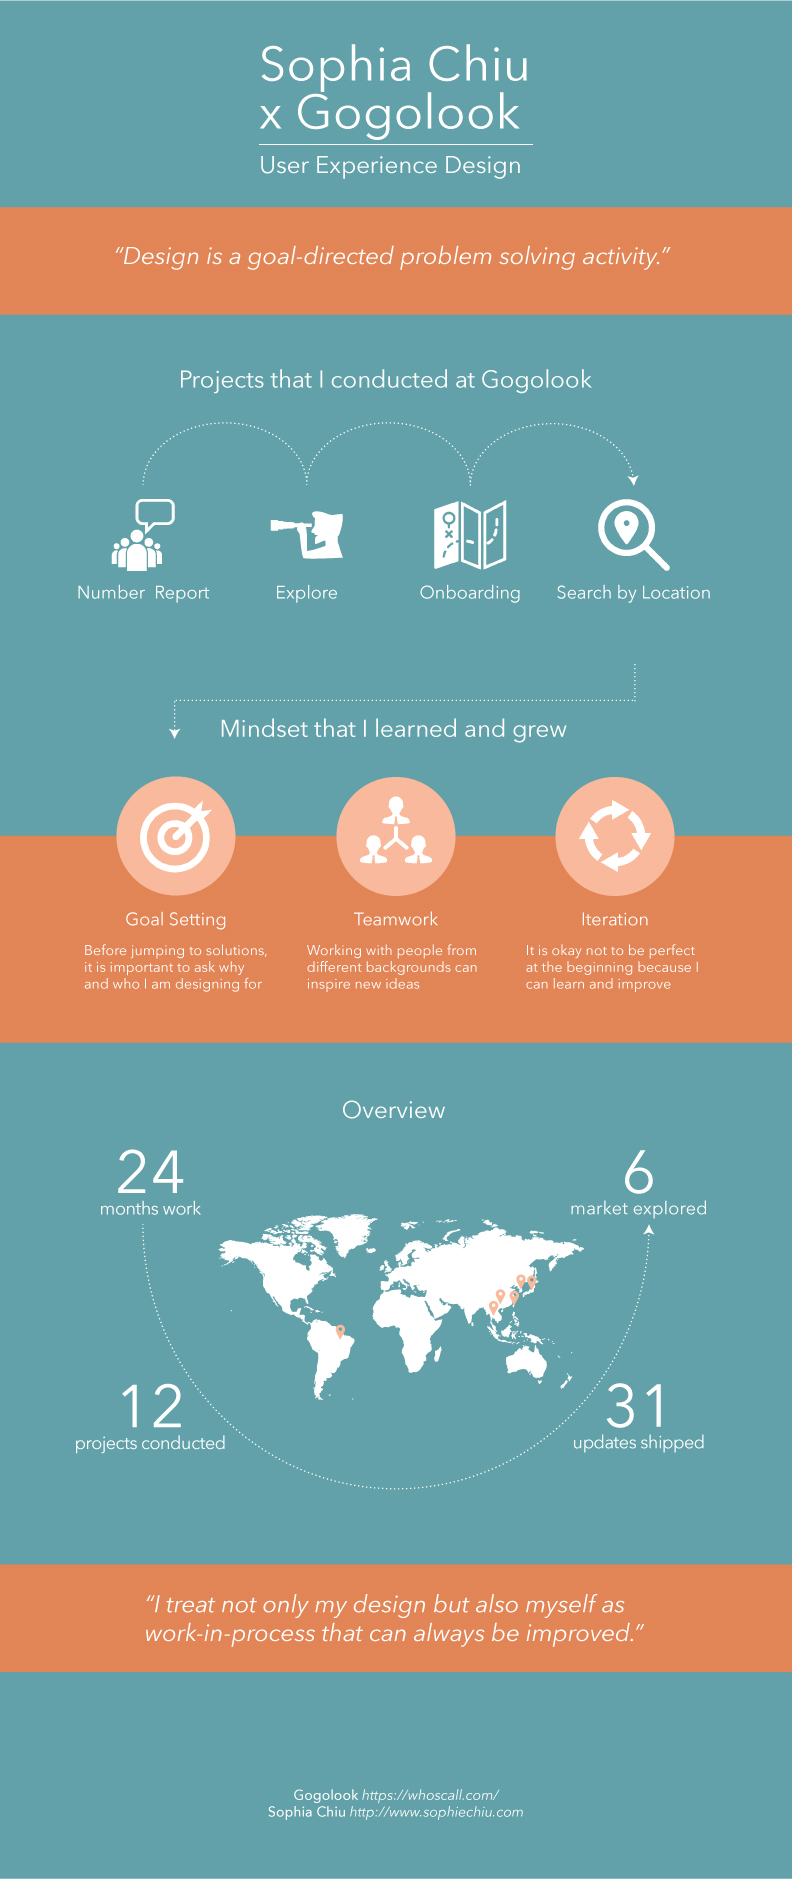 Sophia Chiu
x Gogolook
User Experience Design
“Design is a goal-directed problem solving activity.”
Projects that I conducted at Gogolook
Number Report
Explore
Onboarding
Search by Location
Mindset that I learned and grew
Goal Setting
Before jumping to solutions,
it is important to ask why
and who I am designing for
Teamwork
Working with people from
different backgrounds can
inspire new ideas
Iteration
It is okay not to be perfect
at the beginning because I
can learn and improve
Overview
24
months work
6
market explored
12
projects conducted
31
updates shipped
“I treat not only my design but also myself as
work-in-process that can always be improved.”
Gogolook https://whoscall.com/
Sophia Chiu http://www.sophiechiu.com